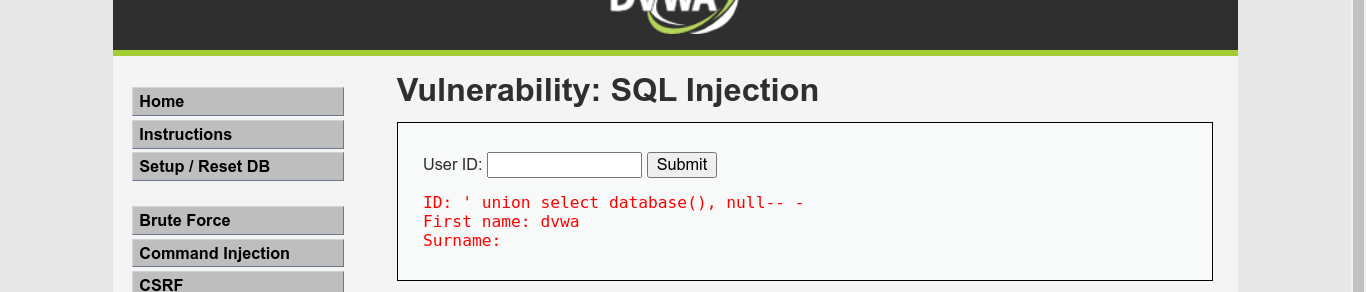 DVWA
Vulnerability: SQL Injection
Home
Instructions
Setup / Reset DB
Brute Force
Command Injection
CSRF
User ID:
Submit
ID: ' union select database(), null-- -
First name: dvwa
Surname: